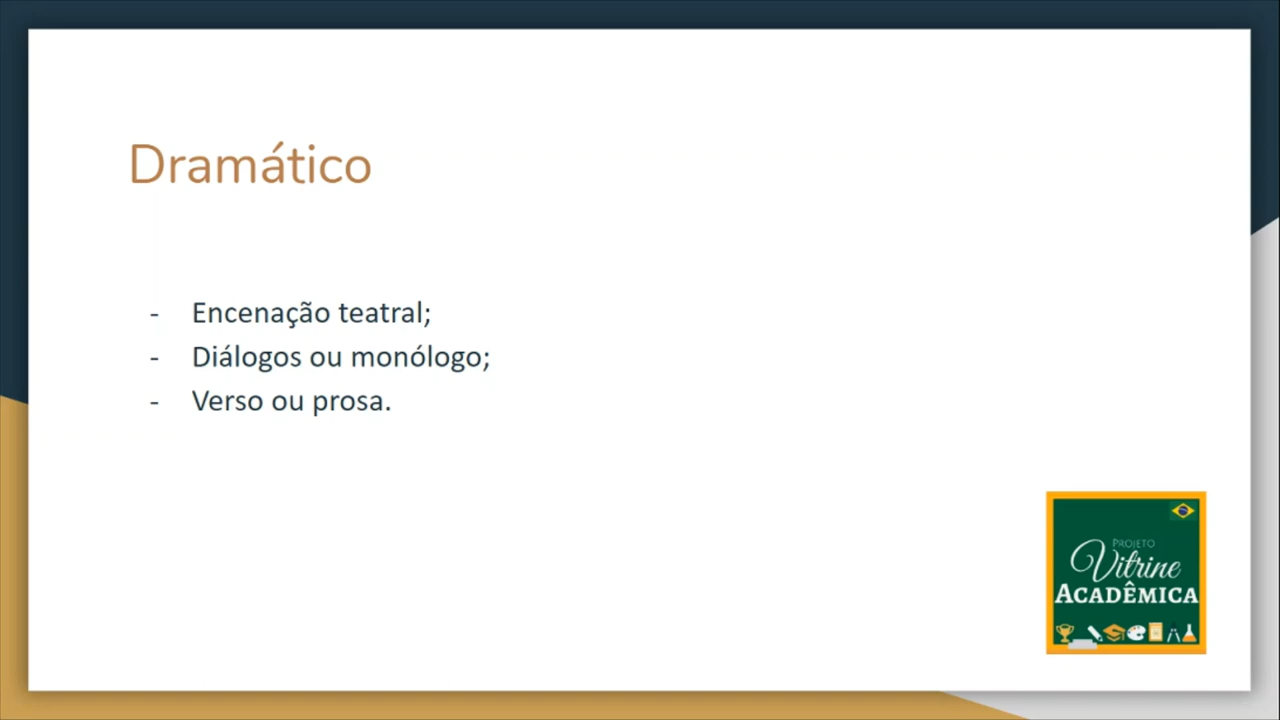 Dramático
- Encenação teatral;
- Diálogos ou monólogo;
- Verso ou prosa.
PROJETO
Vitrine
ACADÊMICA